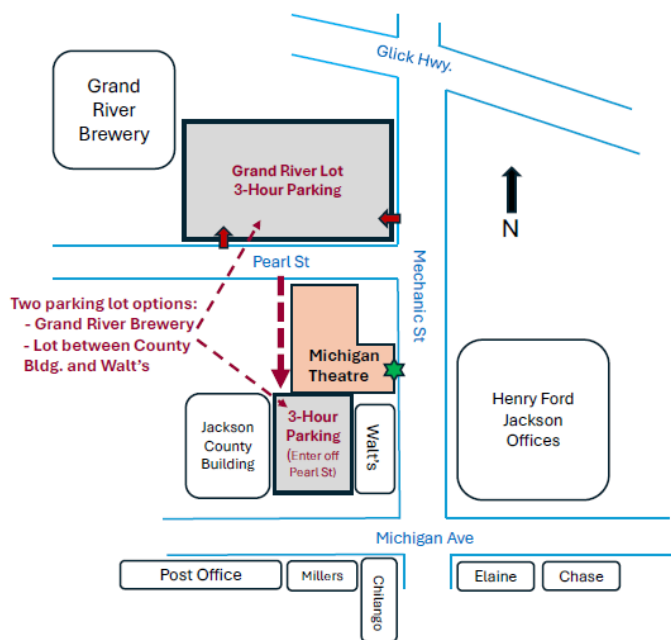 Glick Hwy.
Grand
River
Brewery
Grand River Lot
3-Hour Parking
N
Pearl St
Mechanic St
Two parking lot options:
- Grand River Brewery
- Lot between County
Bldg. and Walt's
Michigan
Theatre
Henry Ford
Jackson
Offices
Jackson
County
Building
3-Hour
Parking
(Enter off
Pearl St)
Walt's
Michigan Ave
Post Office
Millers
Chilango
Elaine
Chase